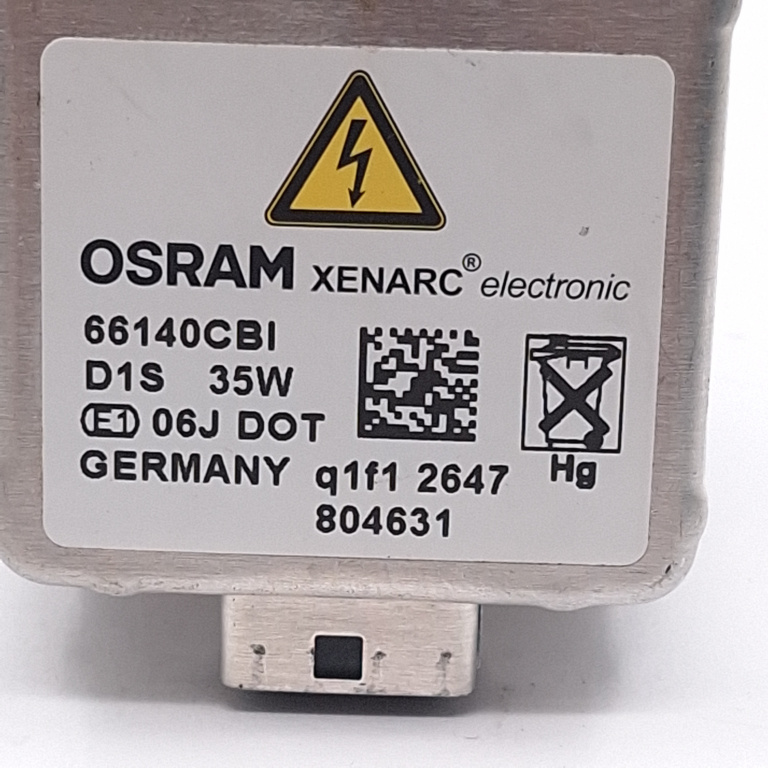 OSRAM XENARC® electronic
66140CBI
D1S 35W
E1 06J DOT
GERMANY q1f1 2647
804631
Hg